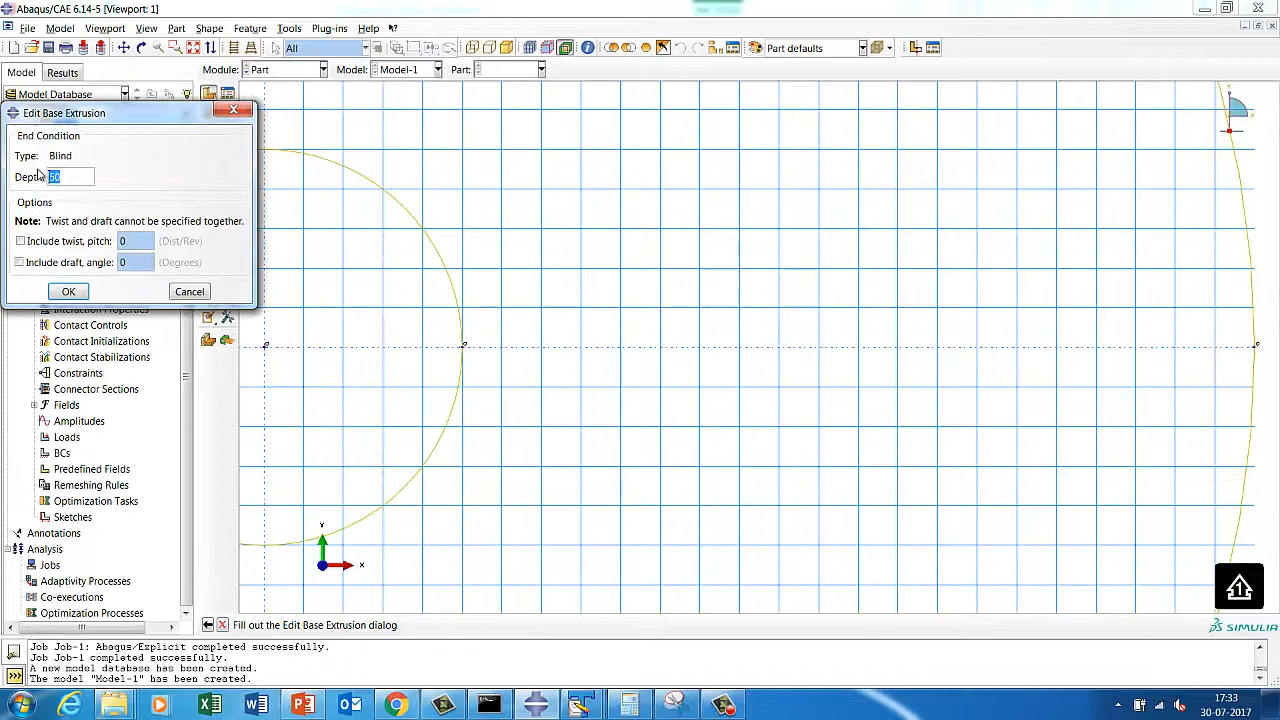 Abaqus/CAE 6.14-5 [Viewport: 1]
File Model Viewport View Part Shape Feature Tools Plug-ins Help
All
Part defaults
Model Results
Module: Part Model: Model-1 Part:
Model Database
Edit Base Extrusion
End Condition
Type: Blind
Depth: 50
Options
Note: Twist and draft cannot be specified together.
Include twist, pitch: 0 (Dist/Rev)
Include draft, angle: 0 (Degrees)
OK Cancel
Interaction Properties
Contact Controls
Contact Initializations
Contact Stabilizations
Constraints
Connector Sections
Fields
Amplitudes
Loads
BCs
Predefined Fields
Remeshing Rules
Optimization Tasks
Sketches
Annotations
Analysis
Jobs
Adaptivity Processes
Co-executions
Optimization Processes
Y
X
Fill out the Edit Base Extrusion dialog
SIMULIA
Job Job-1: Abaqus/Explicit completed successfully.
Job Job-1 completed successfully.
A new model database has been created.
The model "Model-1" has been created.
17:33
30-07-2017